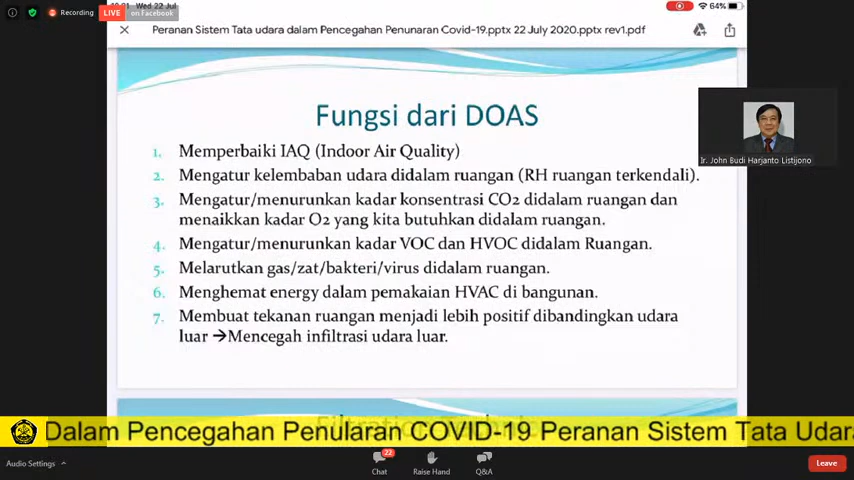 Wed 22 Jul
64%
Recording
LIVE
on Facebook
Peranan Sistem Tata udara dalam Pencegahan Penunaran Covid-19.pptx 22 July 2020.pptx rev1.pdf
Fungsi dari DOAS
1. Memperbaiki IAQ (Indoor Air Quality)
2. Mengatur kelembaban udara didalam ruangan (RH ruangan terkendali).
3. Mengatur/menurunkan kadar konsentrasi CO2 didalam ruangan dan
menaikkan kadar O2 yang kita butuhkan didalam ruangan.
4. Mengatur/menurunkan kadar VOC dan HVOC didalam Ruangan.
5. Melarutkan gas/zat/bakteri/virus didalam ruangan.
6. Menghemat energy dalam pemakaian HVAC di bangunan.
7. Membuat tekanan ruangan menjadi lebih positif dibandingkan udara
luar →Mencegah infiltrasi udara luar.
Ir. John Budi Harjanto Listijono
Dalam Pencegahan Penularan COVID-19 Peranan Sistem Tata Udara
Audio Settings
22
Chat
Raise Hand
Q&A
Leave